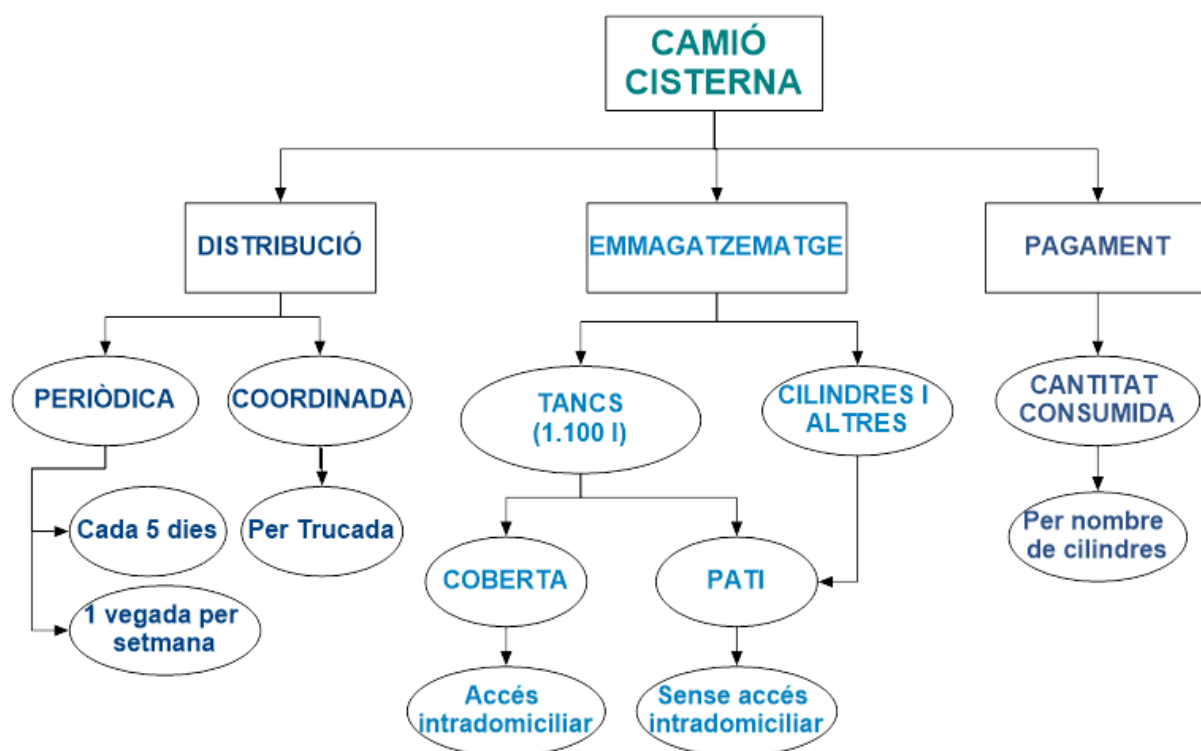 CAMIÓ
CISTERNA
DISTRIBUCIÓ
EMMAGATZEMATGE
PAGAMENT
PERIÒDICA
COORDINADA
TANCS
(1.100 l)
CILINDRES I
ALTRES
CANTITAT
CONSUMIDA
Cada 5 dies
Per Trucada
Per nombre
de cilindres
COBERTA
PATI
1 vegada per
setmana
Accés
intradomiciliar
Sense accés
intradomiciliar